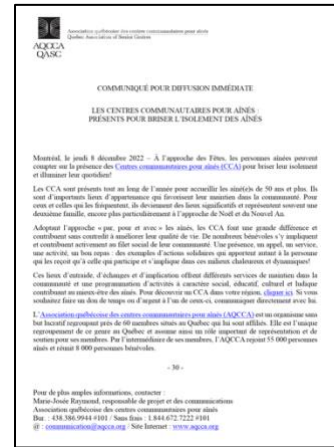 Association québécoise des centres communautaires pour aînés
Quebec Association of Senior Centres
AQCCA
QASC
COMMUNIQUÉ POUR DIFFUSION IMMÉDIATE
LES CENTRES COMMUNAUTAIRES POUR AÎNÉS :
PRÉSENTS POUR BRISER L'ISOLEMENT DES AÎNÉS
Montréal, le jeudi 8 décembre 2022 – À l'approche des Fêtes, les personnes aînées peuvent
compter sur la présence des Centres communautaires pour aînés (CCA) pour briser leur isolement
et illuminer leur quotidien!
Les CCA sont présents tout au long de l'année pour accueillir les aîné(e)s de 50 ans et plus. Ils
sont d'importants lieux d'appartenance qui favorisent leur maintien dans la communauté. Pour
ceux et celles qui les fréquentent, ils deviennent des lieux significatifs et représentent souvent une
deuxième famille, encore plus particulièrement à l'approche de Noël et du Nouvel An.
Adoptant l'approche « par, pour et avec » les aînés, les CCA font une grande différence et
contribuent sans contredit à améliorer leur qualité de vie. De nombreux bénévoles s'y impliquent
et contribuent activement au filet social de leur communauté. Une présence, un appel, un service,
une activité, un bon repas : des exemples d'actions solidaires qui apportent autant à la personne
qui les reçoit qu'à celle qui participe et s'implique dans ces milieux chaleureux et dynamiques!
Ces lieux d'entraide, d'échanges et d'implication offrent différents services de maintien dans la
communauté et une programmation d'activités à caractère social, éducatif, culturel et ludique
contribuant au mieux-être des aînés. Pour découvrir un CCA dans votre région, cliquer ici. Si vous
souhaitez faire un don de temps ou d'argent à l'un de ceux-ci, communiquer directement avec lui.
L'Association québécoise des centres communautaires pour aînés (AQCCA) est un organisme sans
but lucratif regroupant près de 60 membres situés au Québec qui lui sont affiliés. Elle est l'unique
regroupement de ce genre au Québec et assume aussi un rôle important de représentation et de
soutien pour ses membres. Par l'intermédiaire de ses membres, l'AQCCA rejoint 55 000 personnes
aînés et réunit 8 000 personnes bénévoles.
- 30 -
Pour de plus amples informations, contacter :
Marie-Josée Raymond, responsable de projet et des communications
Association québécoise des centres communautaires pour aînés
Bur. : 438.386.9944 #101 / Sans frais : 1.844.672.7222 #101
@ : communication@aqcca.org / Site Internet : www.aqcca.org